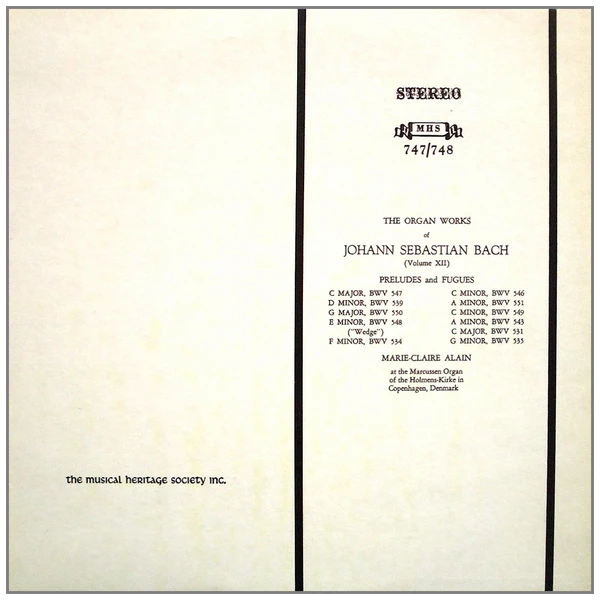 STEREO
MHS
747/748
THE ORGAN WORKS
of
JOHANN SEBASTIAN BACH
(Volume XII)
PRELUDES and FUGUES
C MAJOR, BWV 547
D MINOR, BWV 539
G MAJOR, BWV 550
E MINOR, BWV 548
("Wedge")
F MINOR, BWV 534
C MINOR, BWV 546
A MINOR, BWV 551
C MINOR, BWV 549
A MINOR, BWV 543
C MAJOR, BWV 531
G MINOR, BWV 535
MARIE-CLAIRE ALAIN
at the Marcussen Organ
of the Holmens-Kirke in
Copenhagen, Denmark
the musical heritage society inc.